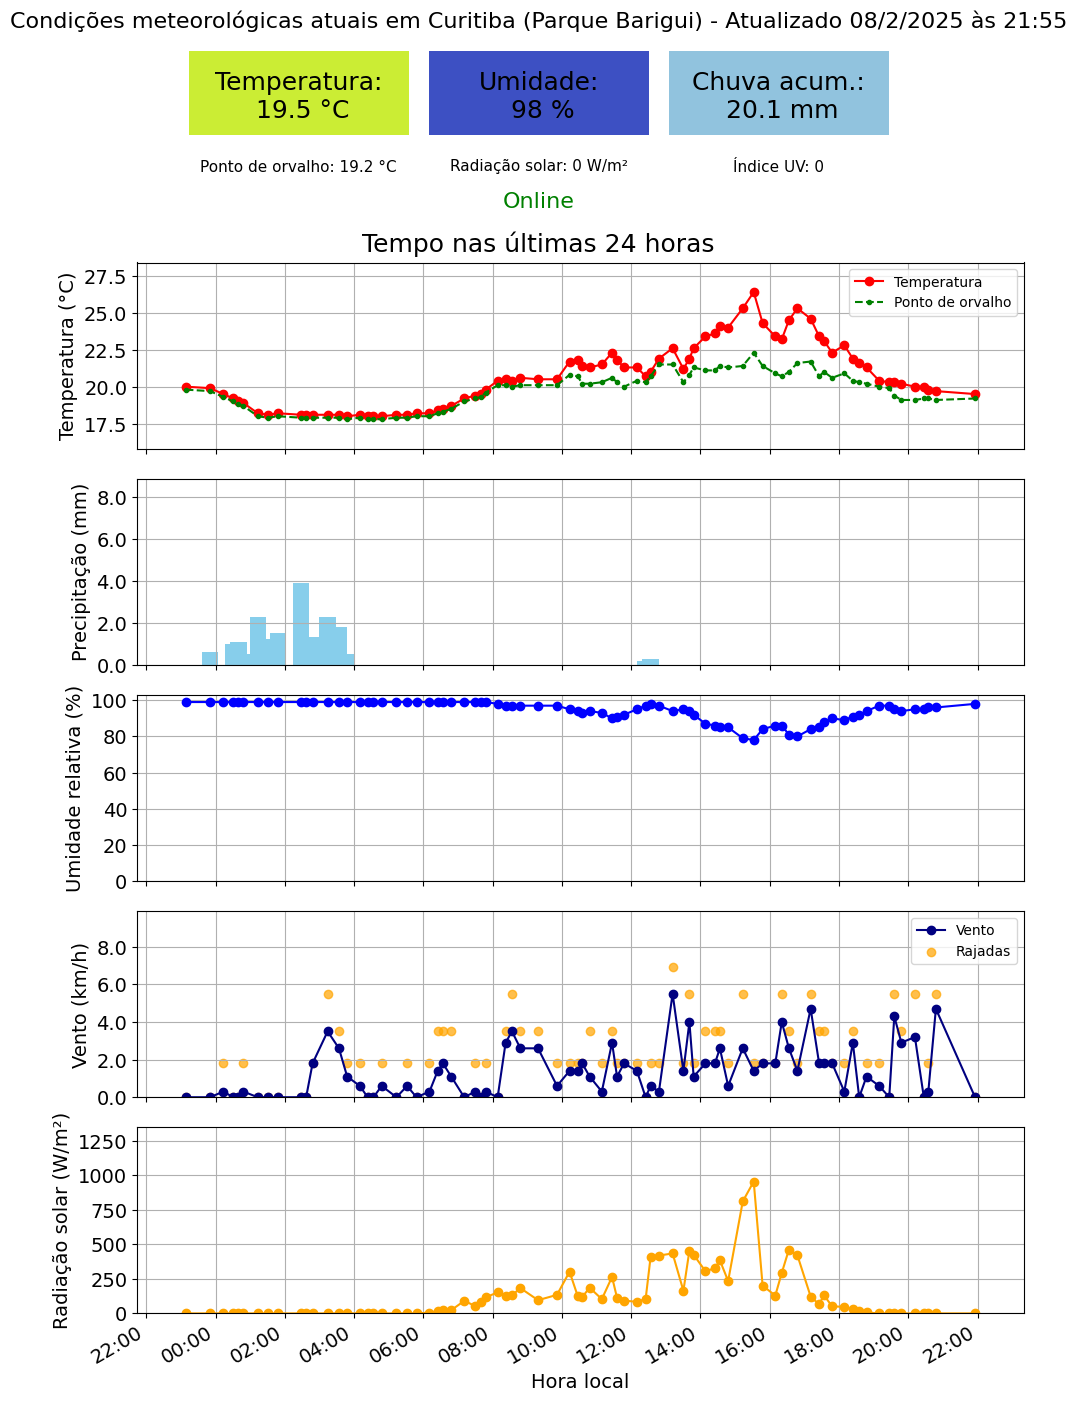 Condições meteorológicas atuais em Curitiba (Parque Barigui) - Atualizado 08/2/2025 às 21:55
Temperatura:
19.5 °C
Umidade:
98 %
Chuva acum.:
20.1 mm
Ponto de orvalho: 19.2 °C
Radiação solar: 0 W/m²
Índice UV: 0
Online
Tempo nas últimas 24 horas
Temperatura (°C)
27.5
25.0
22.5
20.0
17.5
Temperatura
Ponto de orvalho
Precipitação (mm)
8.0
6.0
4.0
2.0
0.0
Umidade relativa (%)
100
80
60
40
20
0
Vento (km/h)
8.0
6.0
4.0
2.0
0.0
Vento
Rajadas
Radiação solar (W/m²)
1250
1000
750
500
250
0
22:00
00:00
02:00
04:00
06:00
08:00
10:00
12:00
14:00
16:00
18:00
20:00
22:00
Hora local